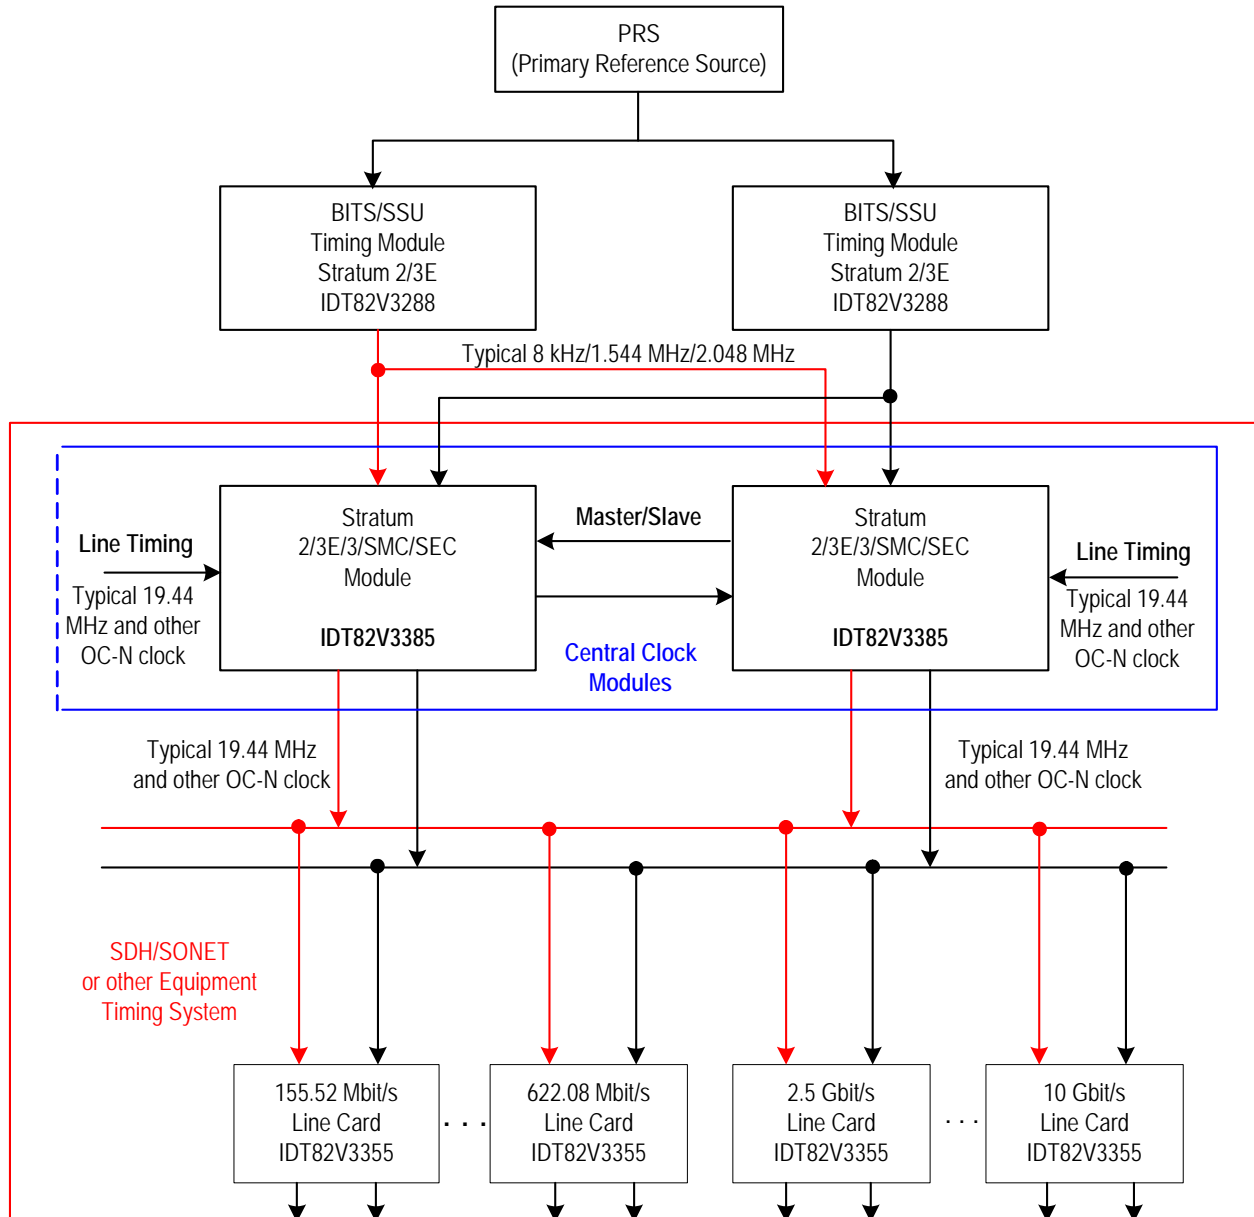 PRS
(Primary Reference Source)
BITS/SSU
Timing Module
Stratum 2/3E
IDT82V3288
BITS/SSU
Timing Module
Stratum 2/3E
IDT82V3288
Typical 8 kHz/1.544 MHz/2.048 MHz
Line Timing
Typical 19.44
MHz and other
OC-N clock
Stratum
2/3E/3/SMC/SEC
Module
IDT82V3385
Master/Slave
Central Clock
Modules
Stratum
2/3E/3/SMC/SEC
Module
IDT82V3385
Line Timing
Typical 19.44
MHz and other
OC-N clock
Typical 19.44 MHz
and other OC-N clock
Typical 19.44 MHz
and other OC-N clock
SDH/SONET
or other Equipment
Timing System
155.52 Mbit/s
Line Card
IDT82V3355
. . .
622.08 Mbit/s
Line Card
IDT82V3355
2.5 Gbit/s
Line Card
IDT82V3355
. . .
10 Gbit/s
Line Card
IDT82V3355